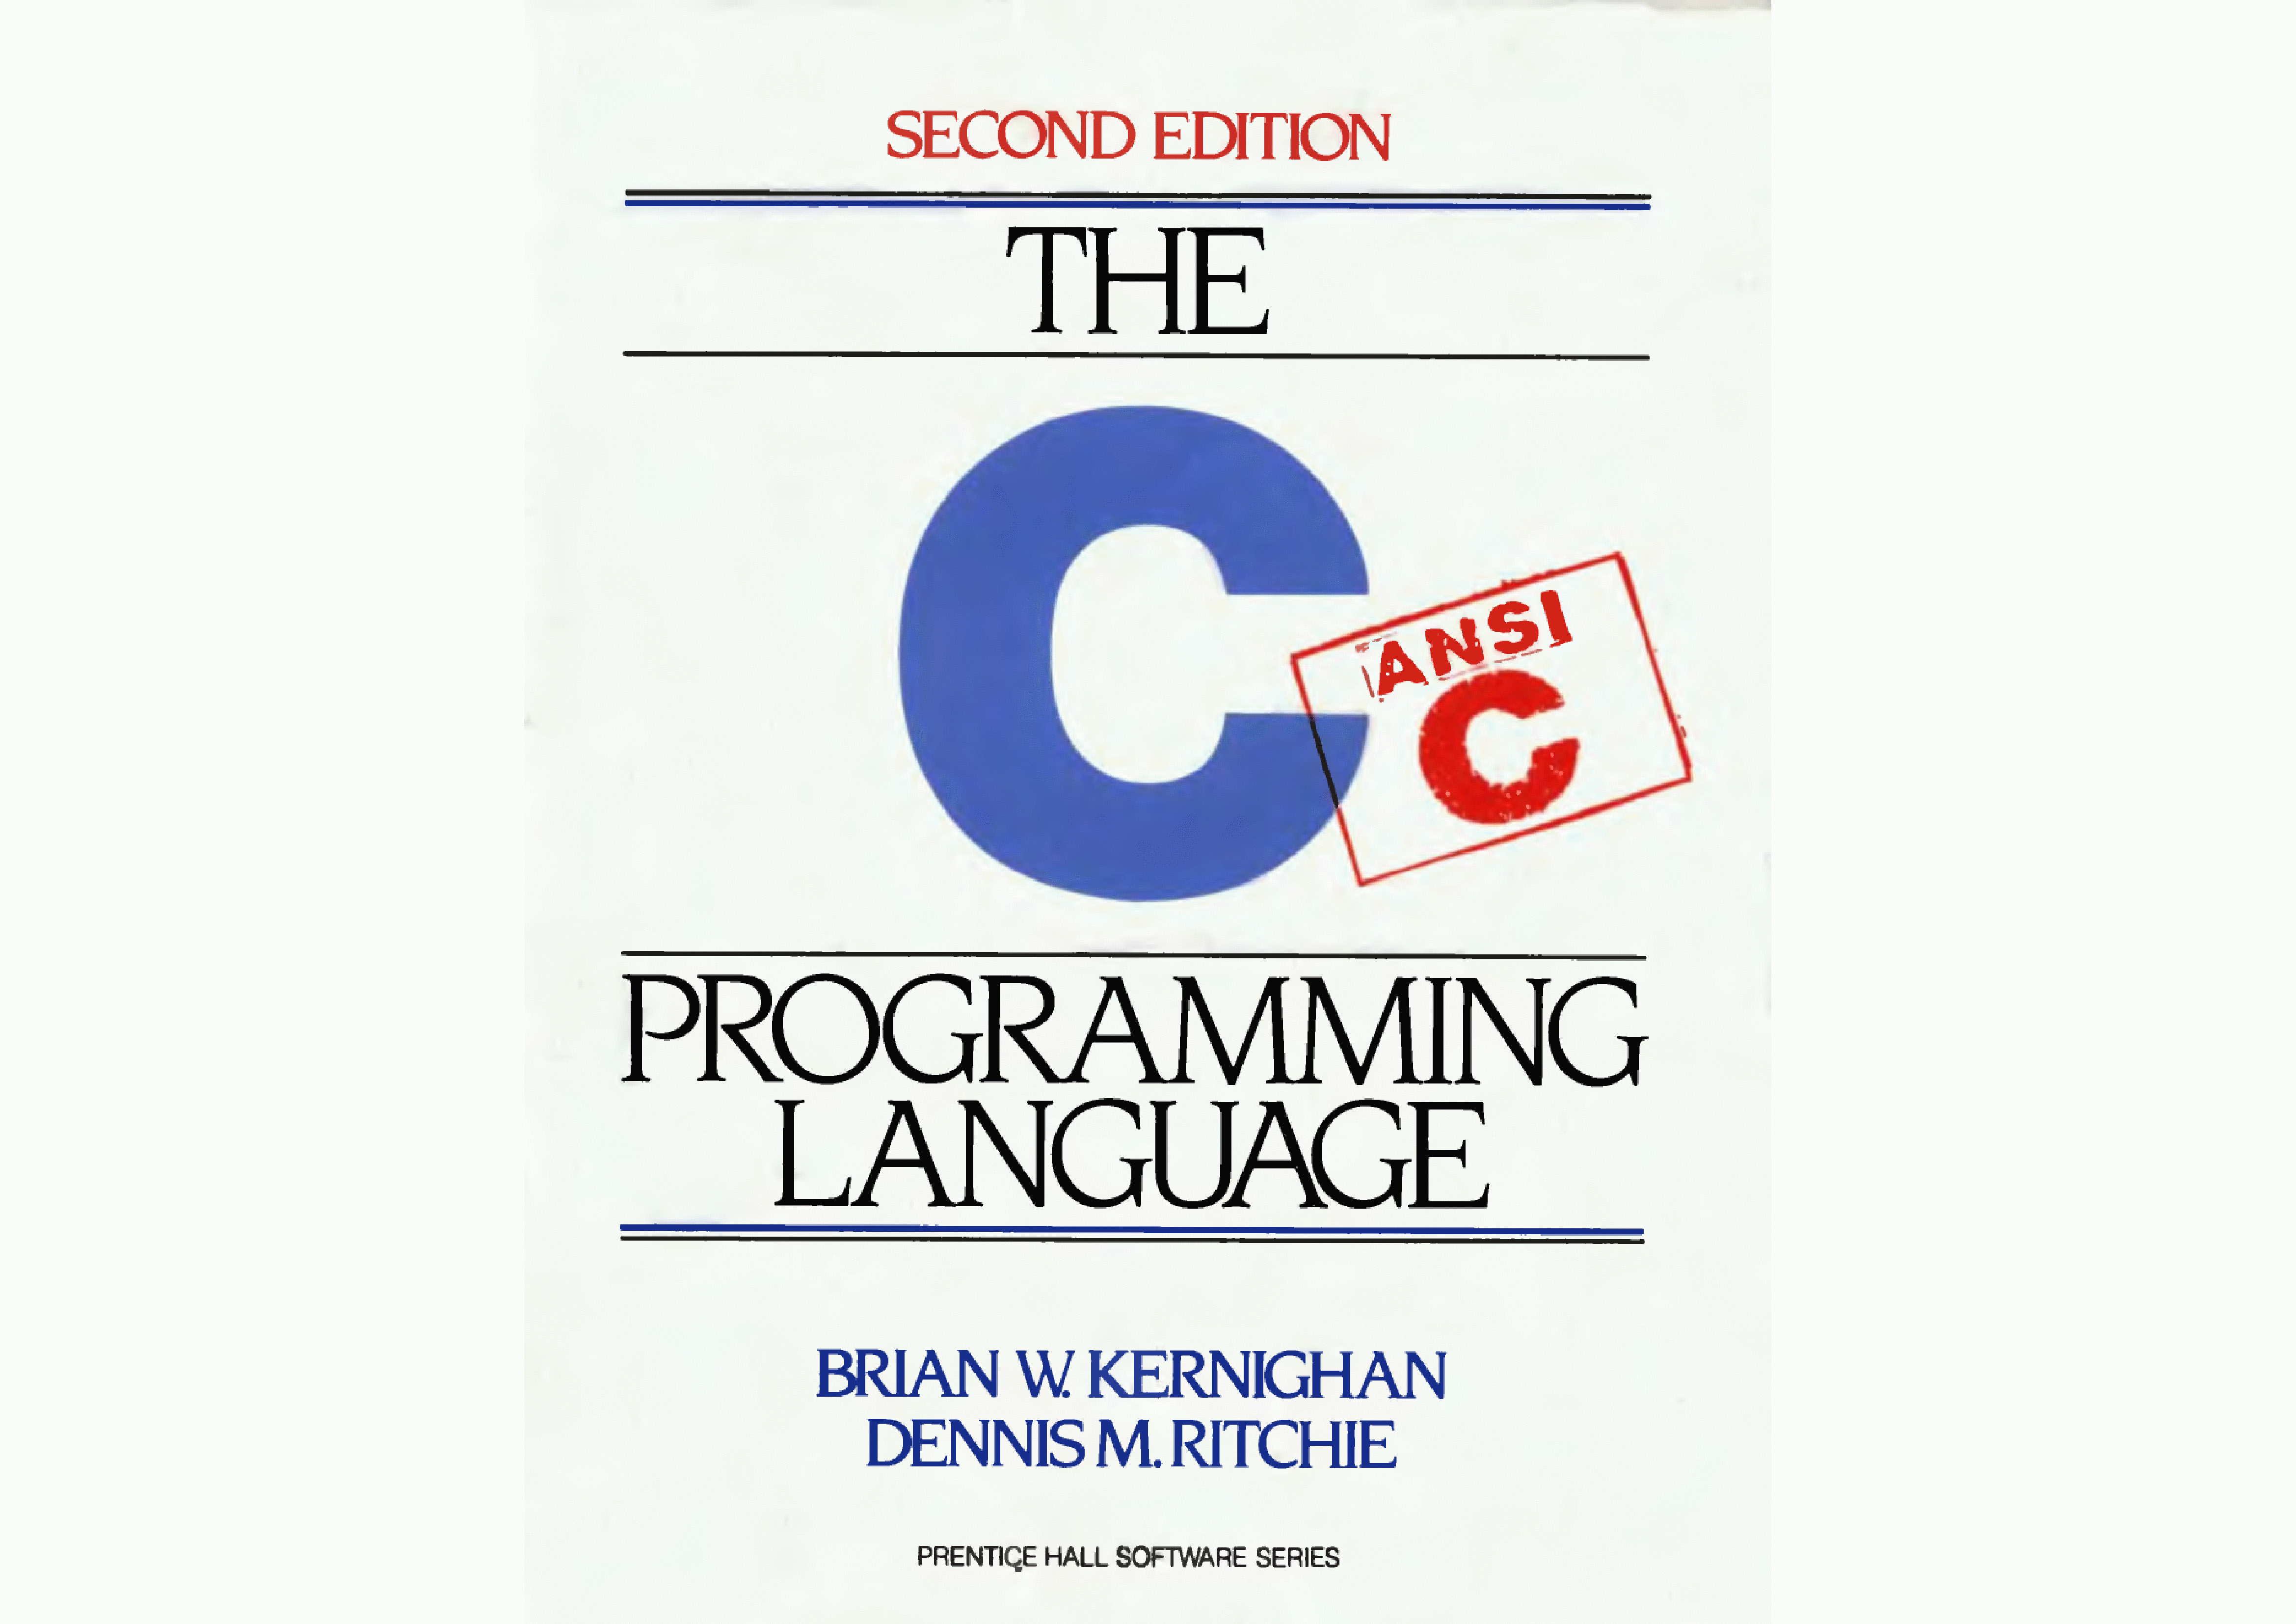 SECOND EDITION
THE
C
ANSI
C
PROGRAMMING
LANGUAGE
BRIAN W. KERNIGHAN
DENNIS M. RITCHIE
PRENTICE HALL SOFTWARE SERIES